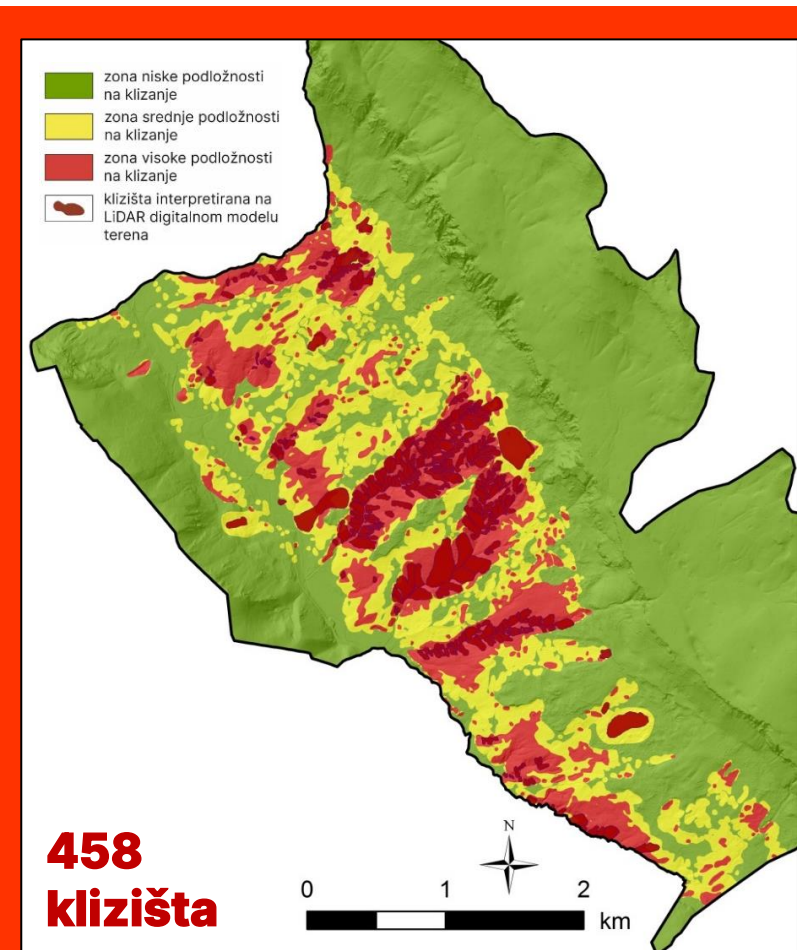 zona niske podložnosti
na klizanje
zona srednje podložnosti
na klizanje
zona visoke podložnosti
na klizanje
klizišta interpretirana na
LiDAR digitalnom modelu
terena
458
klizišta
N
0 1 2
km